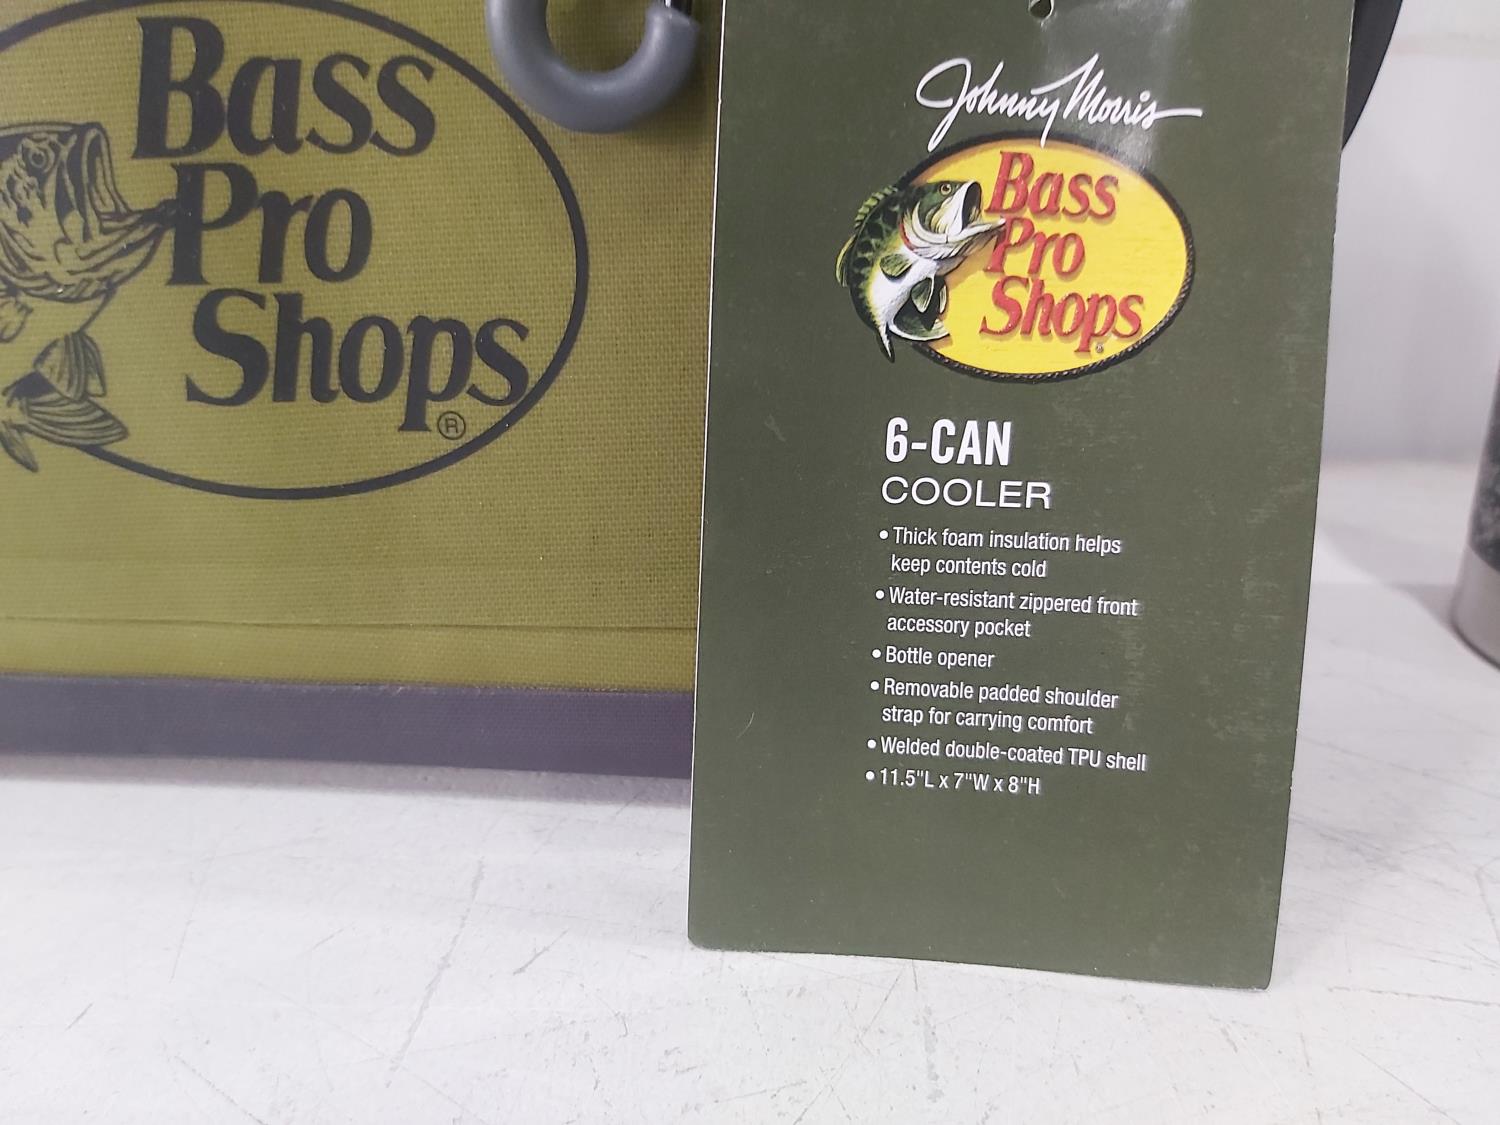 Bass
Pro
Shops
®
Johnny Morris
Bass
Pro
Shops
®
6-CAN
COOLER
• Thick foam insulation helps
keep contents cold
• Water-resistant zippered front
accessory pocket
• Bottle opener
• Removable padded shoulder
strap for carrying comfort
• Welded double-coated TPU shell
• 11.5"L x 7"W x 8"H